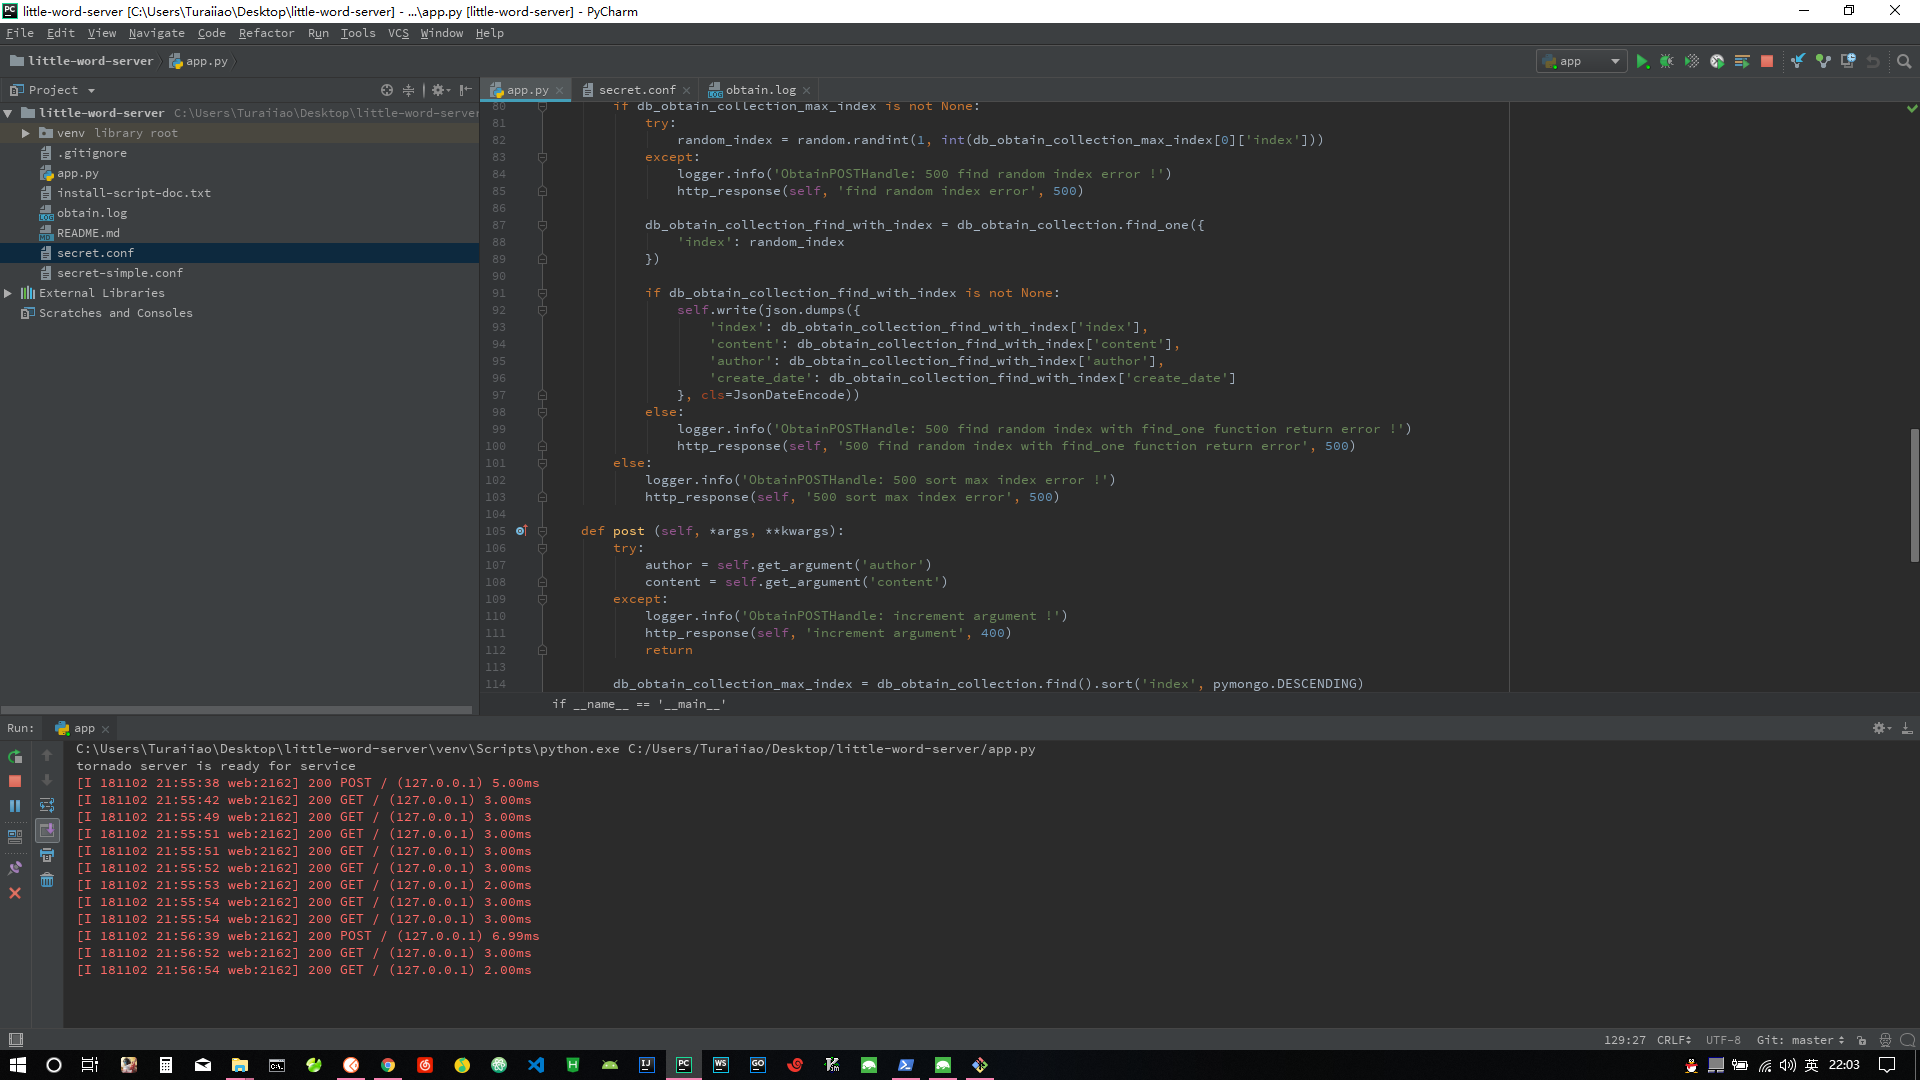 little-word-server [C:\Users\Turaiiao\Desktop\little-word-server] - ...\app.py [little-word-server] - PyCharm
File Edit View Navigate Code Refactor Run Tools VCS Window Help
little-word-server app.py
app
Project
app.py secret.conf obtain.log
little-word-server C:\Users\Turaiiao\Desktop\little-word-server
venv library root
.gitignore
app.py
install-script-doc.txt
obtain.log
README.md
secret.conf
secret-simple.conf
External Libraries
Scratches and Consoles
80 if db_obtain_collection_max_index is not None:
81 try:
82 random_index = random.randint(1, int(db_obtain_collection_max_index[0]['index']))
83 except:
84 logger.info('ObtainPOSTHandle: 500 find random index error !')
85 http_response(self, 'find random index error', 500)
86
87 db_obtain_collection_find_with_index = db_obtain_collection.find_one({
88 'index': random_index
89 })
90
91 if db_obtain_collection_find_with_index is not None:
92 self.write(json.dumps({
93 'index': db_obtain_collection_find_with_index['index'],
94 'content': db_obtain_collection_find_with_index['content'],
95 'author': db_obtain_collection_find_with_index['author'],
96 'create_date': db_obtain_collection_find_with_index['create_date']
97 }, cls=JsonDateEncode))
98 else:
99 logger.info('ObtainPOSTHandle: 500 find random index with find_one function return error !')
100 http_response(self, '500 find random index with find_one function return error', 500)
101 else:
102 logger.info('ObtainPOSTHandle: 500 sort max index error !')
103 http_response(self, '500 sort max index error', 500)
104
105 def post (self, *args, **kwargs):
106 try:
107 author = self.get_argument('author')
108 content = self.get_argument('content')
109 except:
110 logger.info('ObtainPOSTHandle: increment argument !')
111 http_response(self, 'increment argument', 400)
112 return
113
114 db_obtain_collection_max_index = db_obtain_collection.find().sort('index', pymongo.DESCENDING)
if __name__ == '__main__'
Run: app
C:\Users\Turaiiao\Desktop\little-word-server\venv\Scripts\python.exe C:/Users/Turaiiao/Desktop/little-word-server/app.py
tornado server is ready for service
[I 181102 21:55:38 web:2162] 200 POST / (127.0.0.1) 5.00ms
[I 181102 21:55:42 web:2162] 200 GET / (127.0.0.1) 3.00ms
[I 181102 21:55:49 web:2162] 200 GET / (127.0.0.1) 3.00ms
[I 181102 21:55:51 web:2162] 200 GET / (127.0.0.1) 3.00ms
[I 181102 21:55:51 web:2162] 200 GET / (127.0.0.1) 3.00ms
[I 181102 21:55:52 web:2162] 200 GET / (127.0.0.1) 3.00ms
[I 181102 21:55:53 web:2162] 200 GET / (127.0.0.1) 2.00ms
[I 181102 21:55:54 web:2162] 200 GET / (127.0.0.1) 3.00ms
[I 181102 21:55:54 web:2162] 200 GET / (127.0.0.1) 3.00ms
[I 181102 21:56:39 web:2162] 200 POST / (127.0.0.1) 6.99ms
[I 181102 21:56:52 web:2162] 200 GET / (127.0.0.1) 3.00ms
[I 181102 21:56:54 web:2162] 200 GET / (127.0.0.1) 2.00ms
129:27 CRLF UTF-8 Git: master
英 22:03